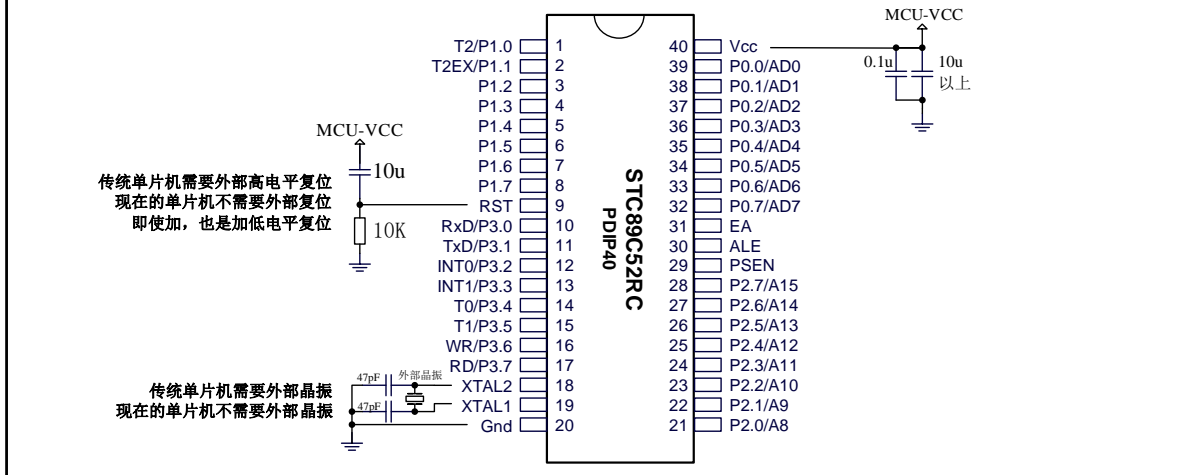 MCU-VCC
T2/P1.0 1 40 Vcc
T2EX/P1.1 2 39 P0.0/AD0 0.1u 10u
P1.2 3 38 P0.1/AD1 以上
P1.3 4 37 P0.2/AD2
P1.4 5 36 P0.3/AD3
MCU-VCC
P1.5 6 35 P0.4/AD4
P1.6 7 34 P0.5/AD5
10u
传统单片机需要外部高电平复位
P1.7 8 33 P0.6/AD6
现在的单片机不需要外部复位
RST 9 32 P0.7/AD7
即使加，也是加低电平复位
10K
RxD/P3.0 10 31 EA
TxD/P3.1 11 30 ALE
INT0/P3.2 12 29 PSEN
INT1/P3.3 13 28 P2.7/A15
T0/P3.4 14 27 P2.6/A14
T1/P3.5 15 26 P2.5/A13
WR/P3.6 16 25 P2.4/A12
RD/P3.7 17 24 P2.3/A11
STC89C52RC
PDIP40
47pF 外部晶振
传统单片机需要外部晶振
XTAL2 18 23 P2.2/A10
47pF
现在的单片机不需要外部晶振
XTAL1 19 22 P2.1/A9
Gnd 20 21 P2.0/A8